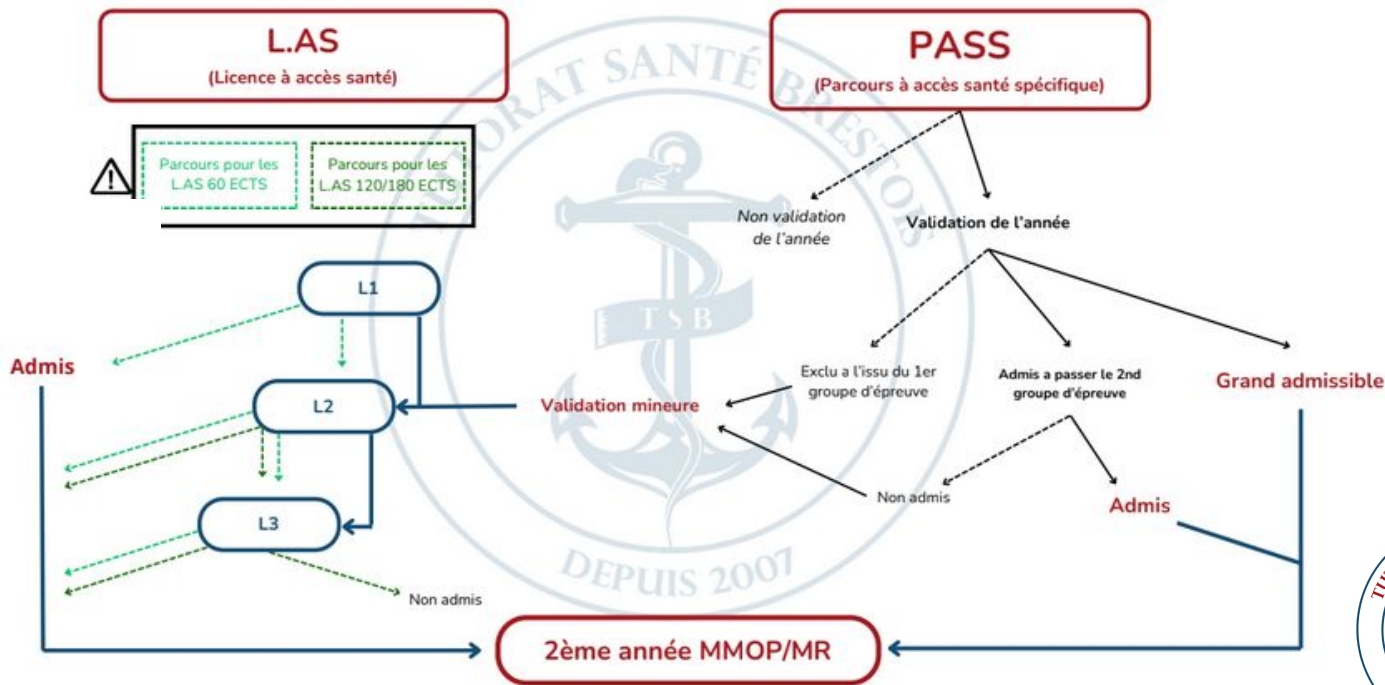 L.AS
(Licence à accès santé)
PASS
(Parcours à accès santé spécifique)
Parcours pour les
L.AS 60 ECTS
Parcours pour les
L.AS 120/180 ECTS
TUTORAT SANTÉ BRESTOIS
Non validation
de l'année
Validation de l'année
L1
TSB
Admis
Exclu a l'issu du 1er
groupe d'épreuve
Admis a passer le 2nd
groupe d'épreuve
Grand admissible
L2
Validation mineure
Non admis
Admis
L3
DEPUIS 2007
Non admis
2ème année MMOP/MR